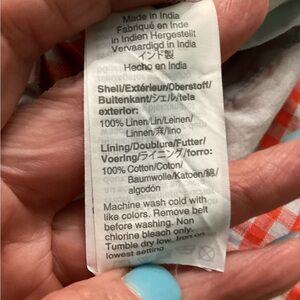 Made in India
Fabriqué en Inde
in Indien Hergestellt
Vervaardigd in India
インド製
Hecho en India
Shell/Extérieur/Oberstoff/
Buitenkant/シェル/tela
exterior:
100% Linen/Lin/Leinen/
Linnen/麻/lino
Lining/Doublure/Futter/
Voering/ライニング/forro:
100% Cotton/Coton/
Baumwolle/Katoen/綿/
algodón
Machine wash cold with
like colors. Remove belt
before washing. Non
chlorine bleach only.
Tumble dry low. Iron on
lowest setting